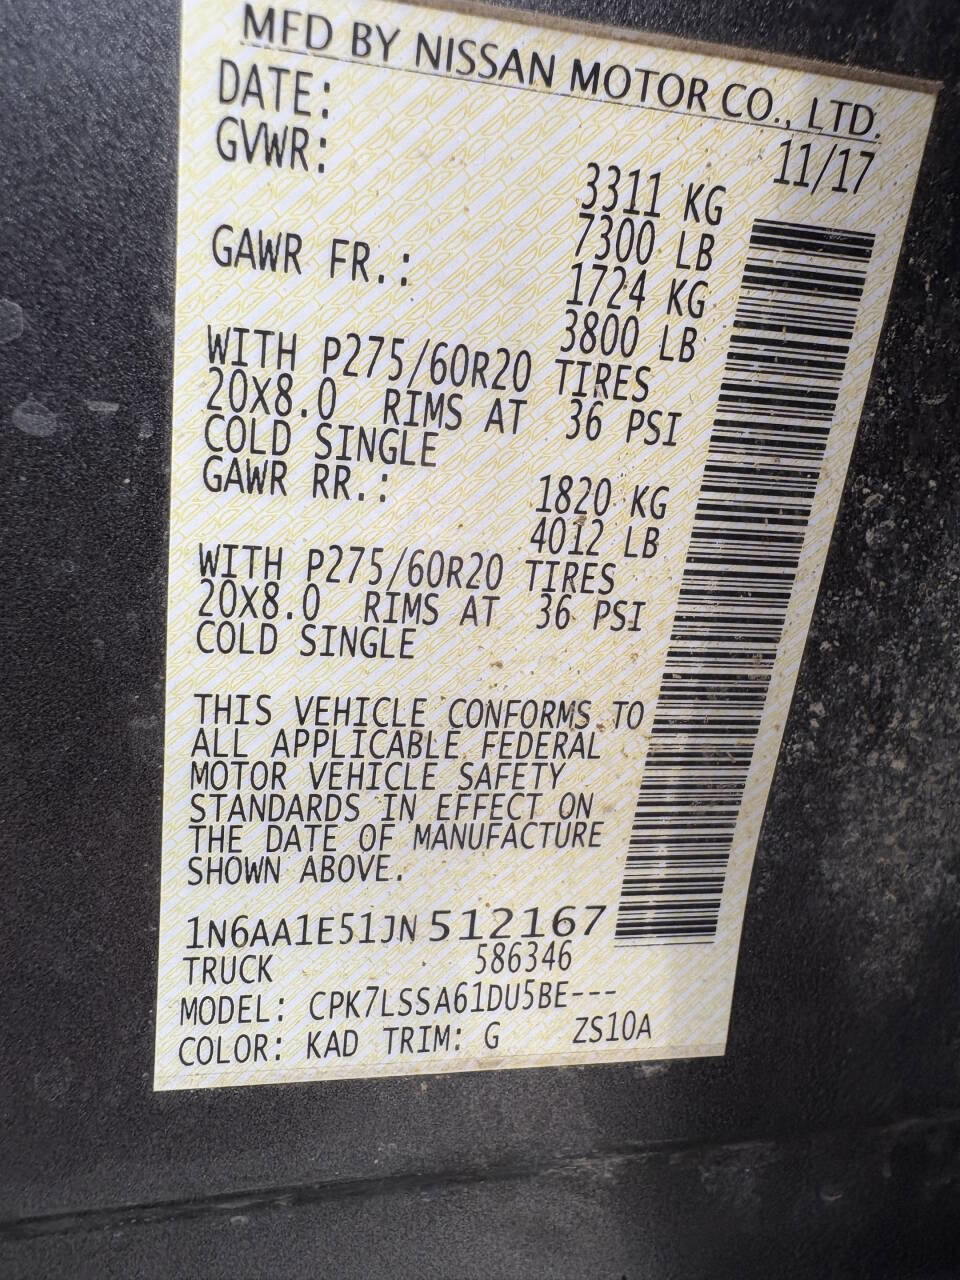 MFD BY NISSAN MOTOR CO., LTD.
DATE: 11/17
GVWR: 3311 KG
7300 LB
GAWR FR.: 1724 KG
3800 LB
WITH P275/60R20 TIRES
20X8.0 RIMS AT 36 PSI
COLD SINGLE
GAWR RR.: 1820 KG
4012 LB
WITH P275/60R20 TIRES
20X8.0 RIMS AT 36 PSI
COLD SINGLE
THIS VEHICLE CONFORMS TO
ALL APPLICABLE FEDERAL
MOTOR VEHICLE SAFETY
STANDARDS IN EFFECT ON
THE DATE OF MANUFACTURE
SHOWN ABOVE.
1N6AA1E51JN512167
TRUCK 586346
MODEL: CPK7LSSA61DU5BE---
COLOR: KAD TRIM: G ZS10A